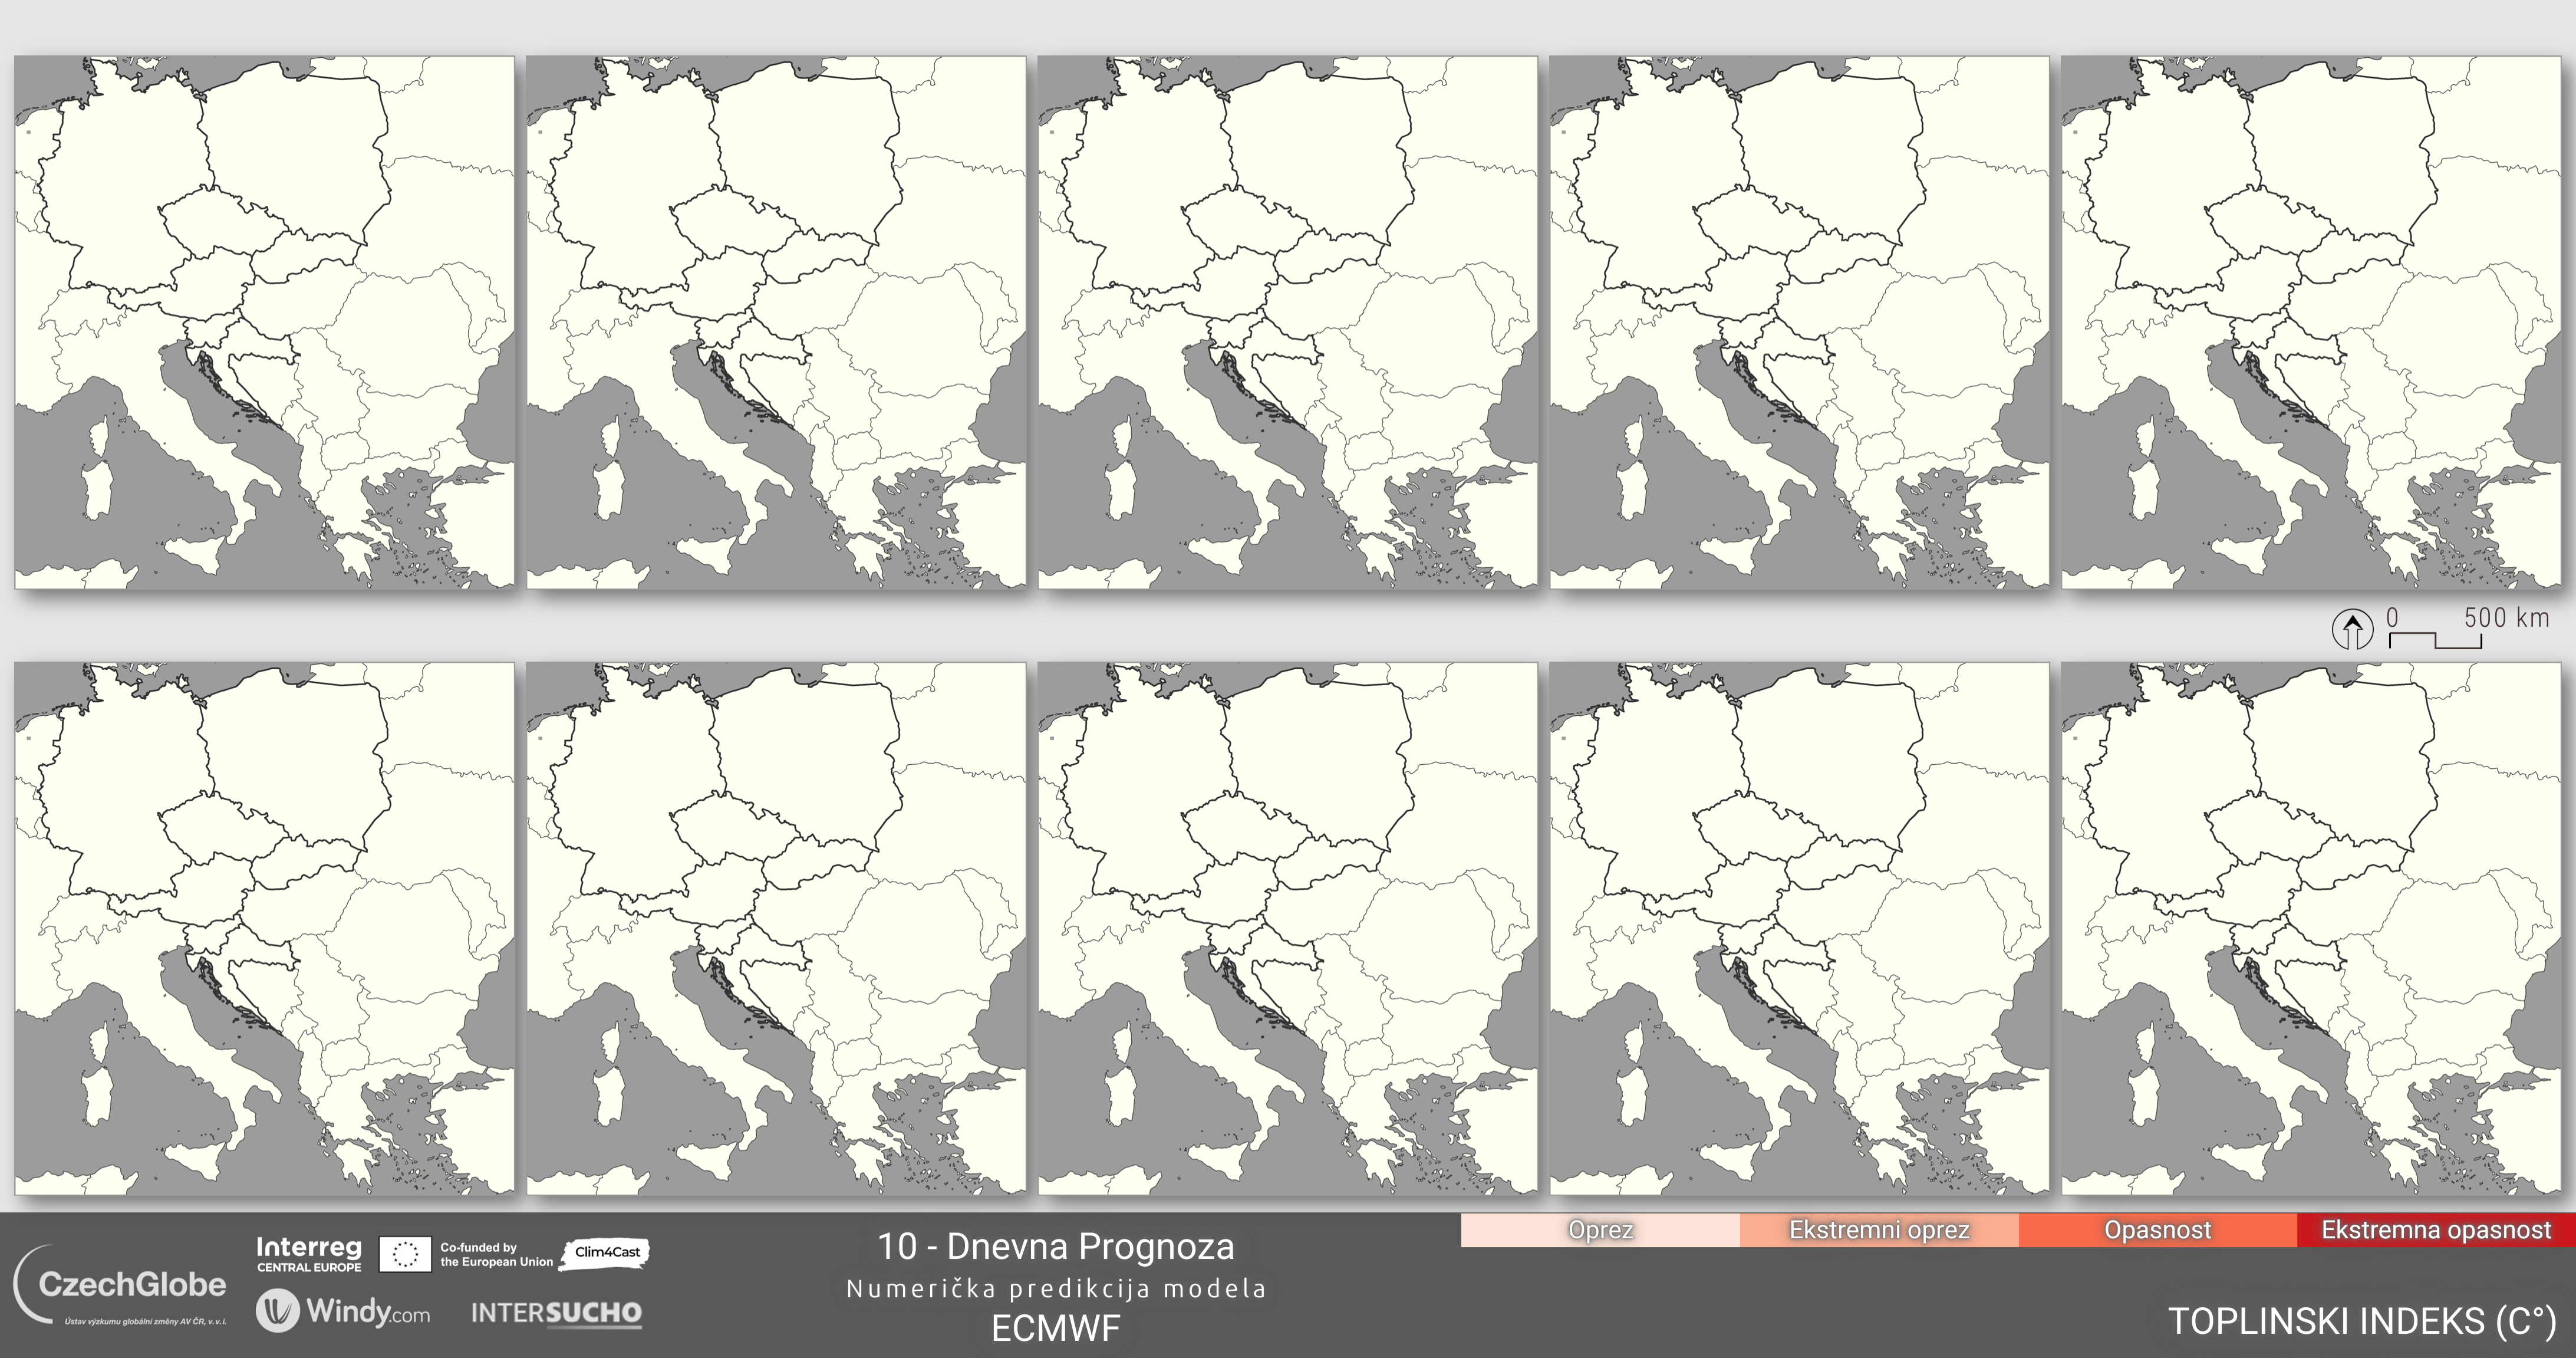 0 500 km
Oprez Ekstremni oprez Opasnost Ekstremna opasnost
CzechGlobe
Ústav výzkumu globální změny AV ČR, v. v. i.
Interreg
CENTRAL EUROPE
Co-funded by
the European Union
Clim4Cast
Windy.com
INTERSUCHO
10 - Dnevna Prognoza
Numerička predikcija modela
ECMWF
TOPLINSKI INDEKS (C°)